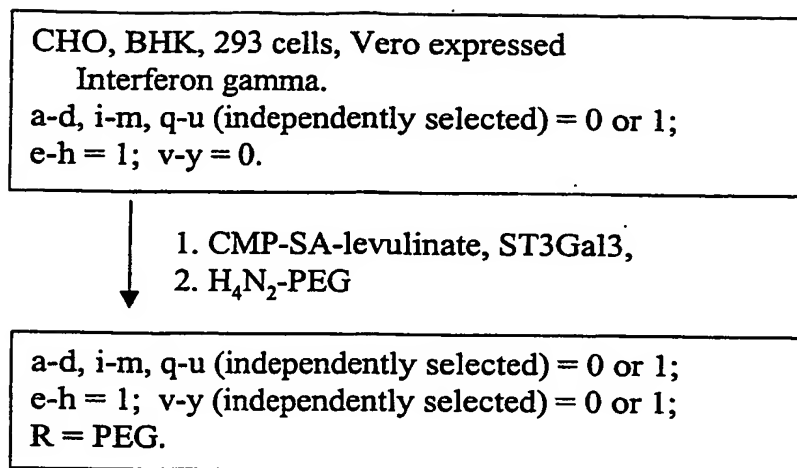 CHO, BHK, 293 cells, Vero expressed
Interferon gamma.
a-d, i-m, q-u (independently selected) = 0 or 1;
e-h = 1; v-y = 0.
1. CMP-SA-levulinate, ST3Gal3,
2. H₄N₂-PEG
a-d, i-m, q-u (independently selected) = 0 or 1;
e-h = 1; v-y (independently selected) = 0 or 1;
R = PEG.